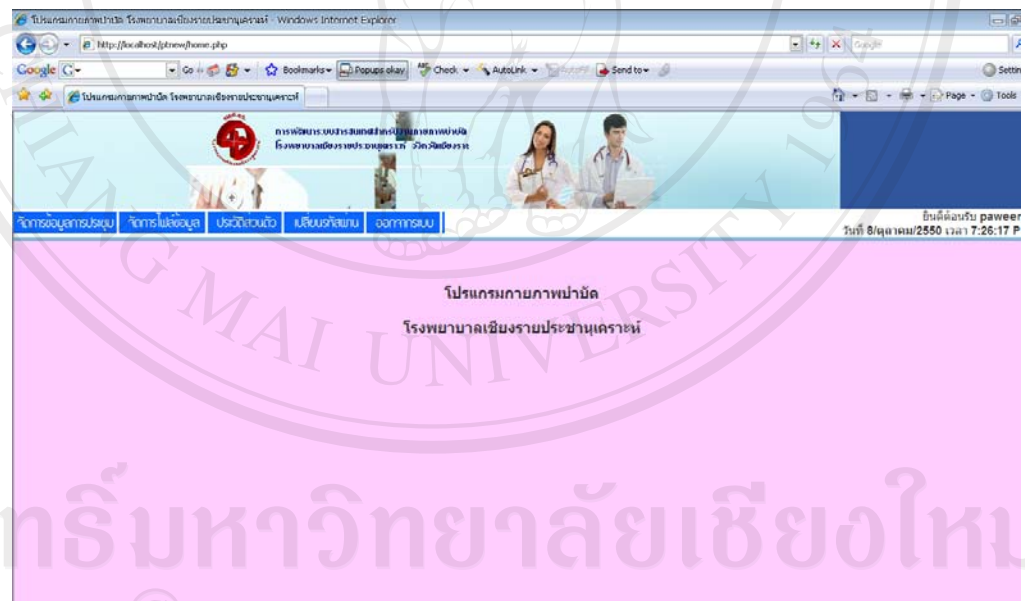 โปรแกรมกายภาพบำบัด โรงพยาบาลเชียงรายประชานุเคราะห์ - Windows Internet Explorer
http://localhost/ptnew/home.php
Google
Google G Go Bookmarks Popups okay Check AutoLink AutoFill Send to Settin
โปรแกรมกายภาพบำบัด โรงพยาบาลเชียงรายประชานุเคราะห์
Page Tools
การพัฒนาระบบสารสนเทศสำหรับงานกายภาพบำบัด
โรงพยาบาลเชียงรายประชานุเคราะห์ จังหวัดเชียงราย
จัดการข้อมูลการประชุม จัดการไฟล์ข้อมูล ประวัติส่วนตัว เปลี่ยนรหัสผ่าน ออกจากระบบ
ยินดีต้อนรับ paweer
วันที่ 8/ตุลาคม/2550 เวลา 7:26:17 P
โปรแกรมกายภาพบำบัด
โรงพยาบาลเชียงรายประชานุเคราะห์
MAI UNIVERSITY 1964
มหาวิทยาลัยเชียงใหม